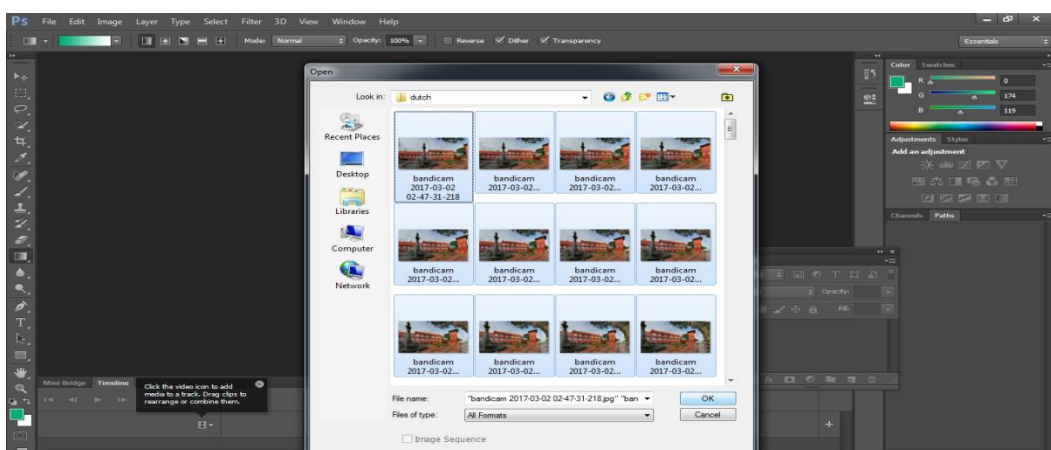 Ps File Edit Image Layer Type Select Filter 3D View Window Help
Mode: Normal Opacity: 100% Reverse Dither Transparency Essentials
Open
Look in: dutch
Recent Places
Desktop
Libraries
Computer
Network
bandicam 2017-03-02 02-47-31-218
bandicam 2017-03-02...
bandicam 2017-03-02...
bandicam 2017-03-02...
bandicam 2017-03-02...
bandicam 2017-03-02...
bandicam 2017-03-02...
bandicam 2017-03-02...
bandicam 2017-03-02...
bandicam 2017-03-02...
bandicam 2017-03-02...
bandicam 2017-03-02...
File name: "bandicam 2017-03-02 02-47-31-218.jpg" "ban OK
Files of type: All Formats Cancel
Image Sequence
Color Swatches
R 0
G 174
B 119
Adjustments Styles
Add an adjustment
Channels Paths
Opacity:
Fill:
Mini Bridge Timeline
Click the video icon to add
media to a track. Drag clips to
rearrange or combine them.